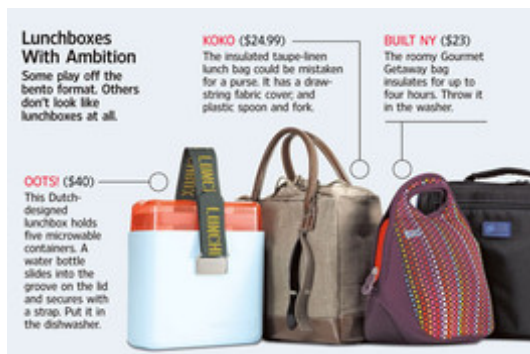 Lunchboxes
With Ambition
Some play off the
bento format. Others
don't look like
lunchboxes at all.
KOKO ($24.99)
The insulated taupe-linen
lunch bag could be mistaken
for a purse. It has a draw-
string fabric cover, and
plastic spoon and fork.
BUILT NY ($23)
The roomy Gourmet
Getaway bag
insulates for up to
four hours. Throw it
in the washer.
OOTS! ($40)
This Dutch-
designed
lunchbox holds
five microwable
containers. A
water bottle
slides into the
groove on the lid
and secures with
a strap. Put it in
the dishwasher.